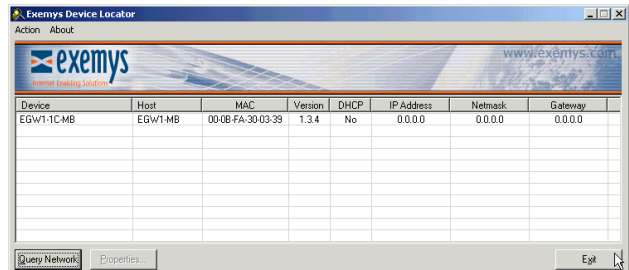 Exemys Device Locator
Action About
exemys
Internet Enabling Solutions
www.exemys.com
Device Host MAC Version DHCP IP Address Netmask Gateway
EGW1-1C-MB EGW1-MB 00-0B-FA-30-03-39 1.3.4 No 0.0.0.0 0.0.0.0 0.0.0.0
Query Network Properties... Exit